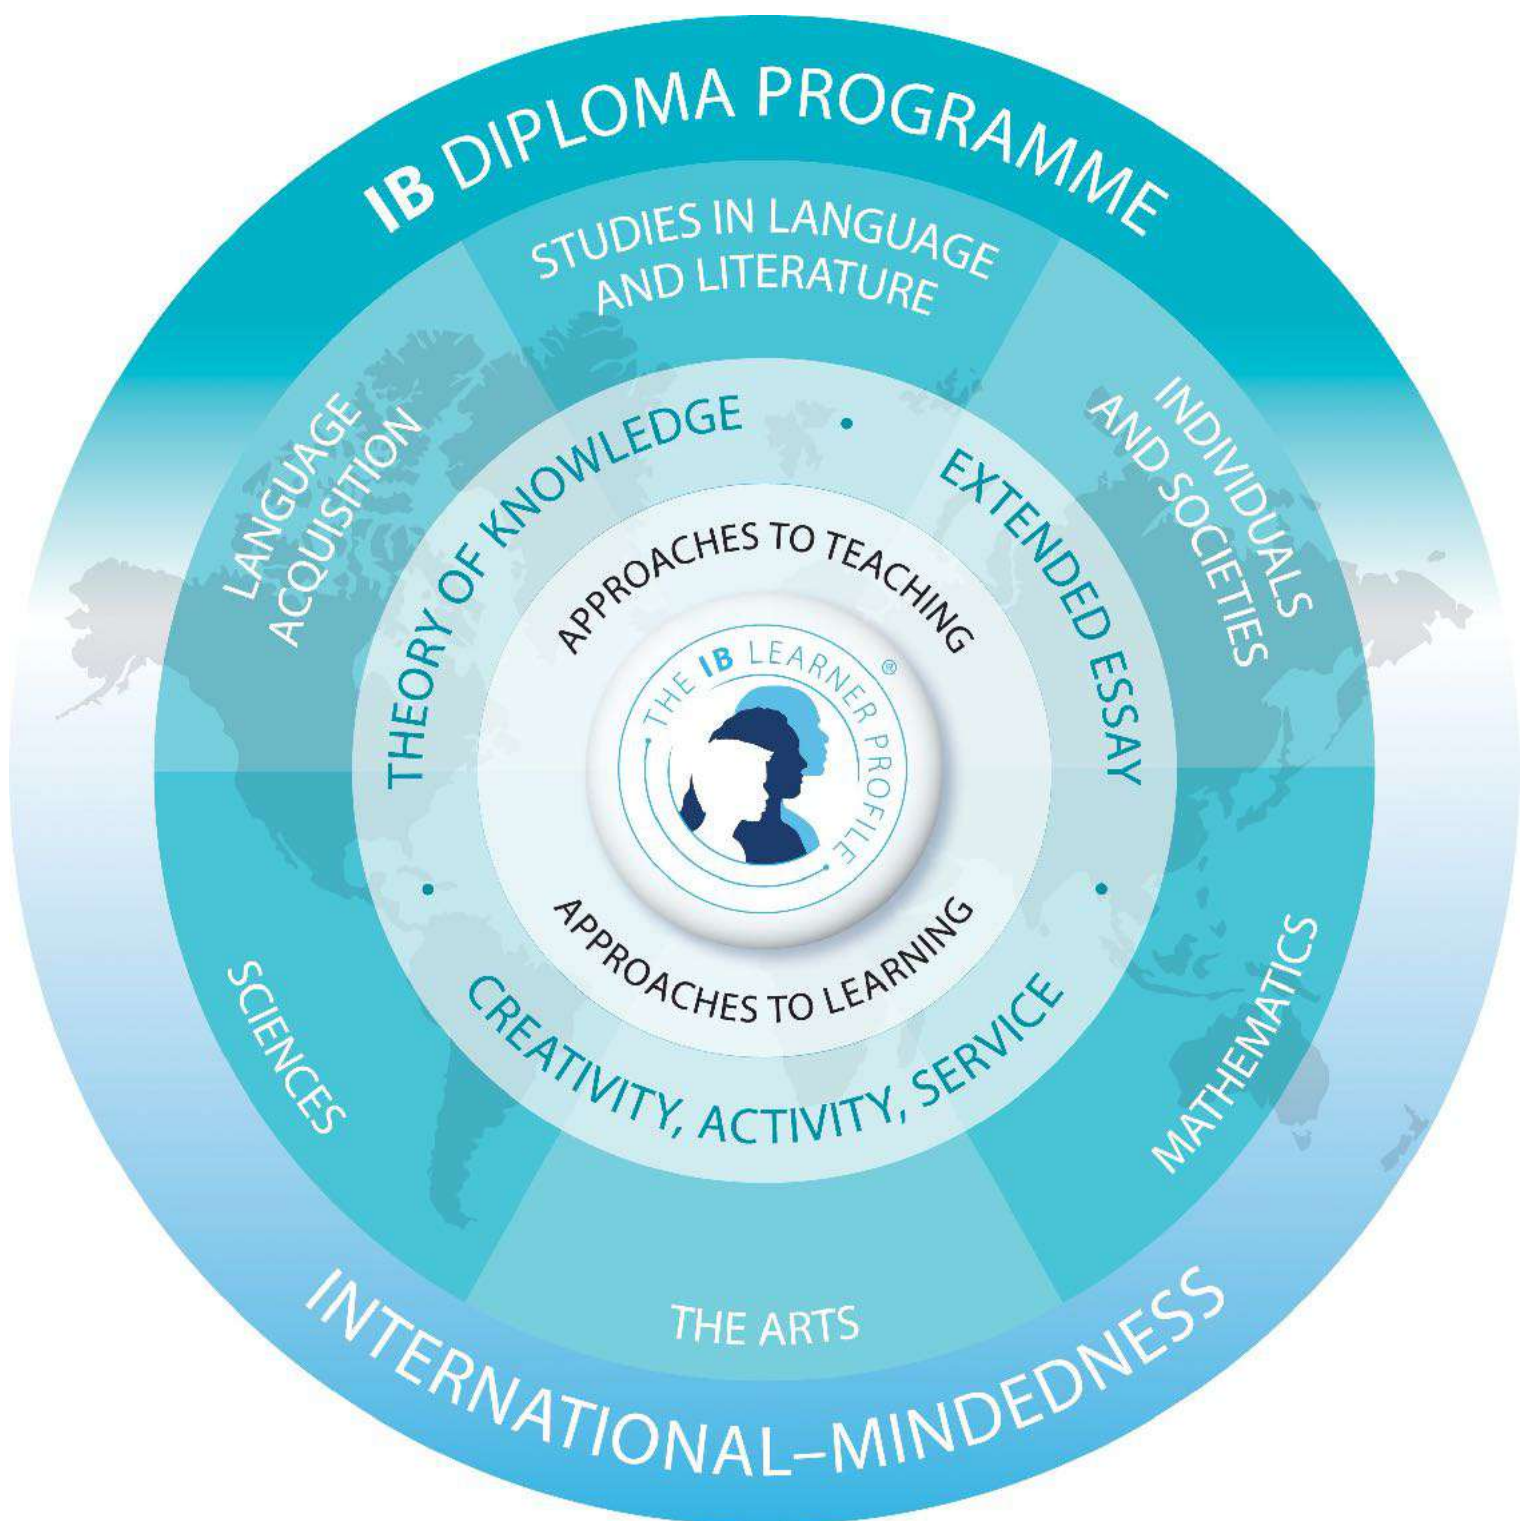 IB DIPLOMA PROGRAMME
STUDIES IN LANGUAGE
AND LITERATURE
LANGUAGE
ACQUISITION
INDIVIDUALS
AND SOCIETIES
THEORY OF KNOWLEDGE
•
EXTENDED ESSAY
APPROACHES TO TEACHING
THE IB LEARNER PROFILE
®
APPROACHES TO LEARNING
•
CREATIVITY, ACTIVITY, SERVICE
•
SCIENCES
MATHEMATICS
THE ARTS
INTERNATIONAL–MINDEDNESS